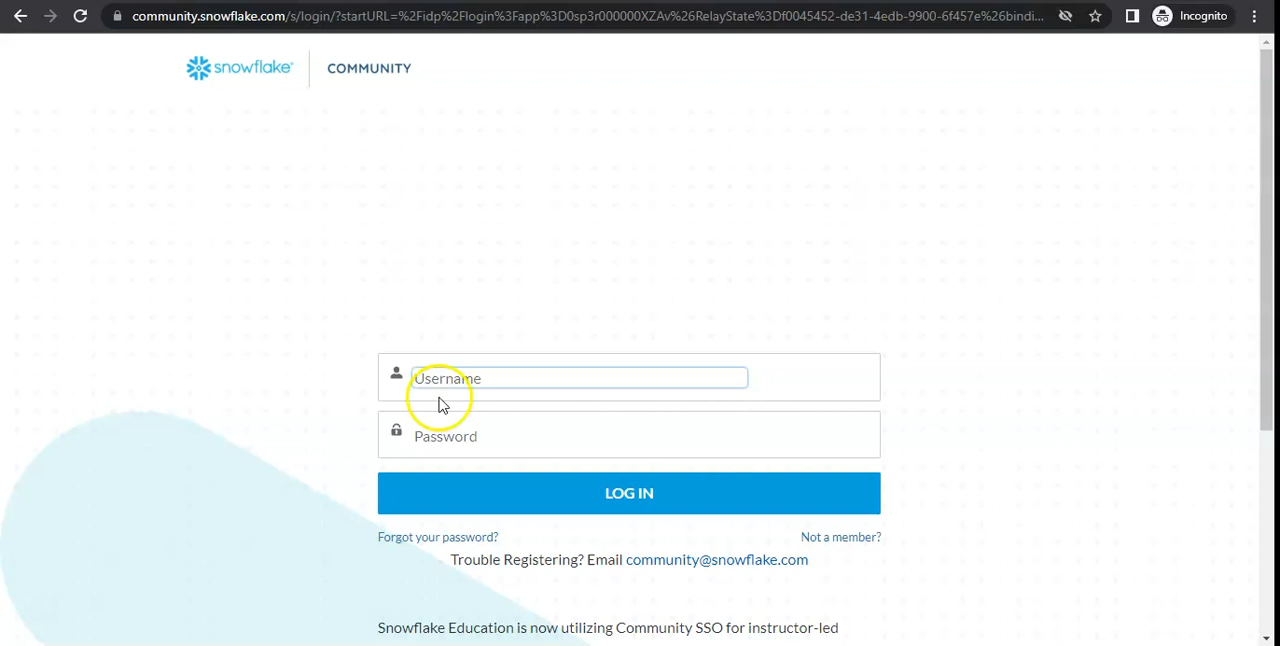 community.snowflake.com/s/login/?startURL=%2Fidp%2Flogin%3Fapp%3D0sp3r000000XZAv%26RelayState%3Df0045452-de31-4edb-9900-6f457e%26bindi...
Incognito
snowflake
COMMUNITY
Username
Password
LOG IN
Forgot your password?
Not a member?
Trouble Registering? Email community@snowflake.com
Snowflake Education is now utilizing Community SSO for instructor-led